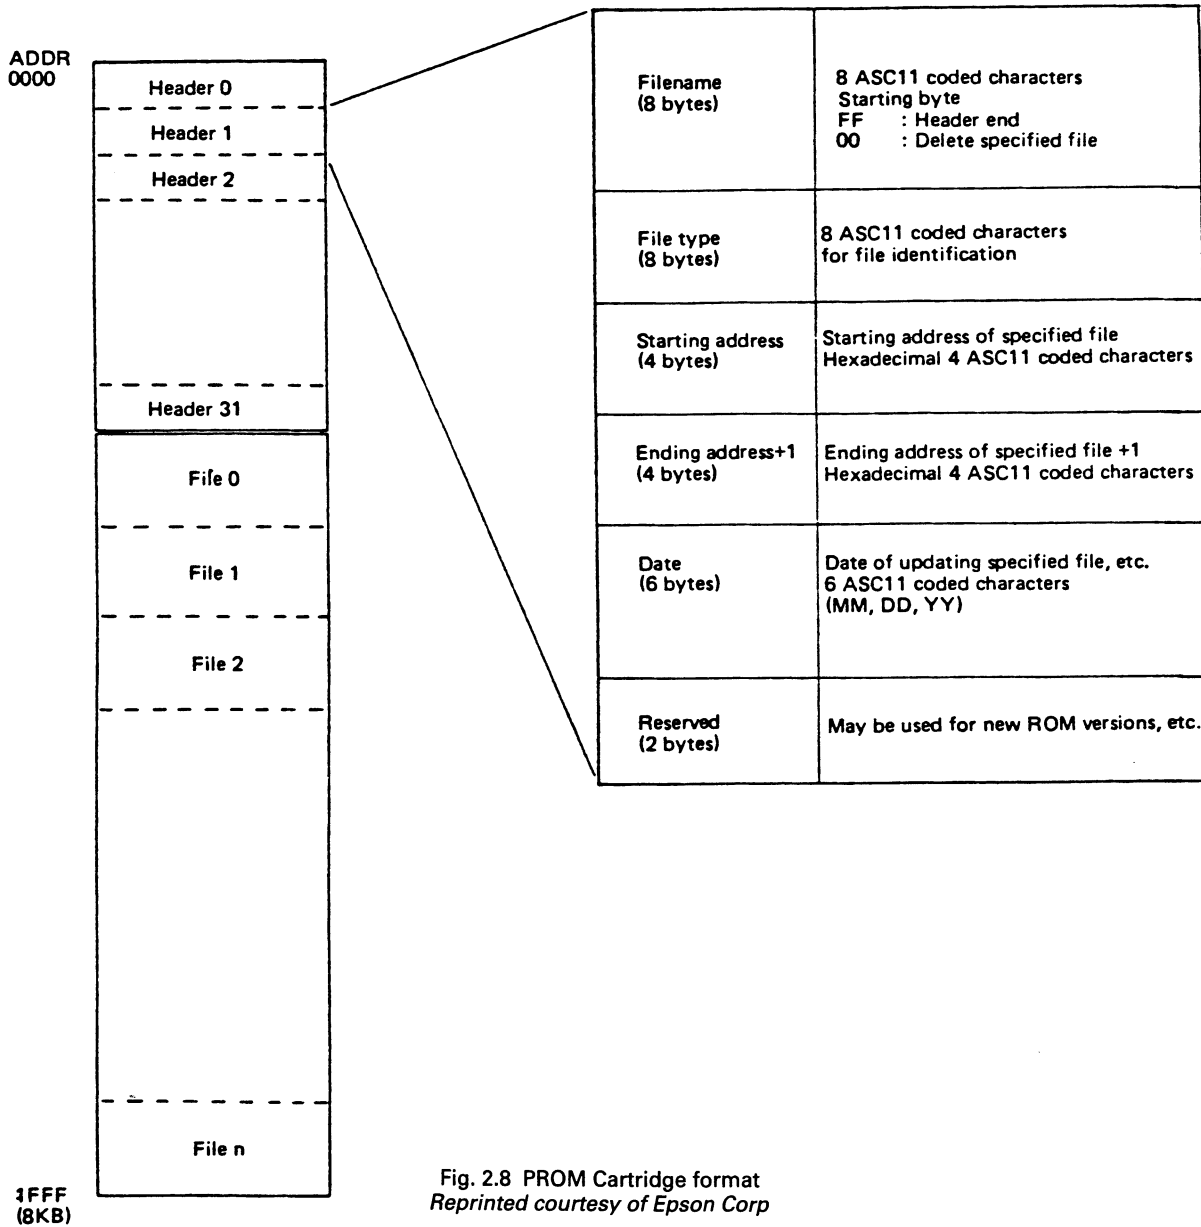 ADDR
0000
Header 0
Header 1
Header 2
Header 31
File 0
File 1
File 2
File n
1FFF
(8KB)
Filename
(8 bytes)
8 ASC11 coded characters
Starting byte
FF : Header end
00 : Delete specified file
File type
(8 bytes)
8 ASC11 coded characters
for file identification
Starting address
(4 bytes)
Starting address of specified file
Hexadecimal 4 ASC11 coded characters
Ending address+1
(4 bytes)
Ending address of specified file +1
Hexadecimal 4 ASC11 coded characters
Date
(6 bytes)
Date of updating specified file, etc.
6 ASC11 coded characters
(MM, DD, YY)
Reserved
(2 bytes)
May be used for new ROM versions, etc.
Fig. 2.8 PROM Cartridge format
Reprinted courtesy of Epson Corp